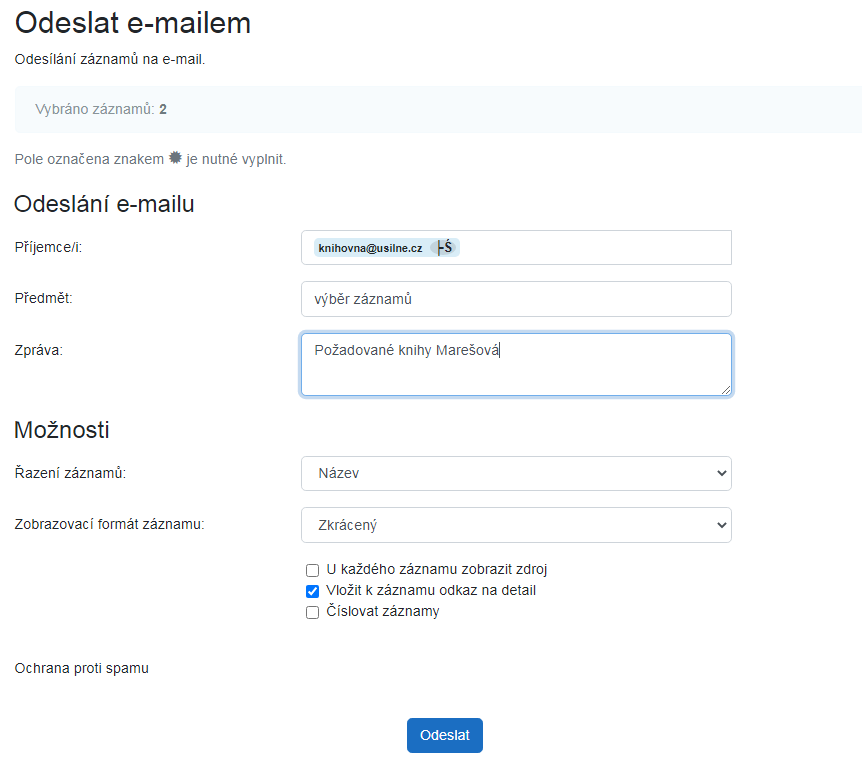 Odeslat e-mailem
Odesílání záznamů na e-mail.
Vybráno záznamů: 2
Pole označena znakem ✹ je nutné vyplnit.
Odeslání e-mailu
Příjemce/i: knihovna@usilne.cz
Předmět: výběr záznamů
Zpráva: Požadované knihy Marešová
Možnosti
Řazení záznamů: Název
Zobrazovací formát záznamu: Zkrácený
U každého záznamu zobrazit zdroj
Vložit k záznamu odkaz na detail
Číslovat záznamy
Ochrana proti spamu
Odeslat